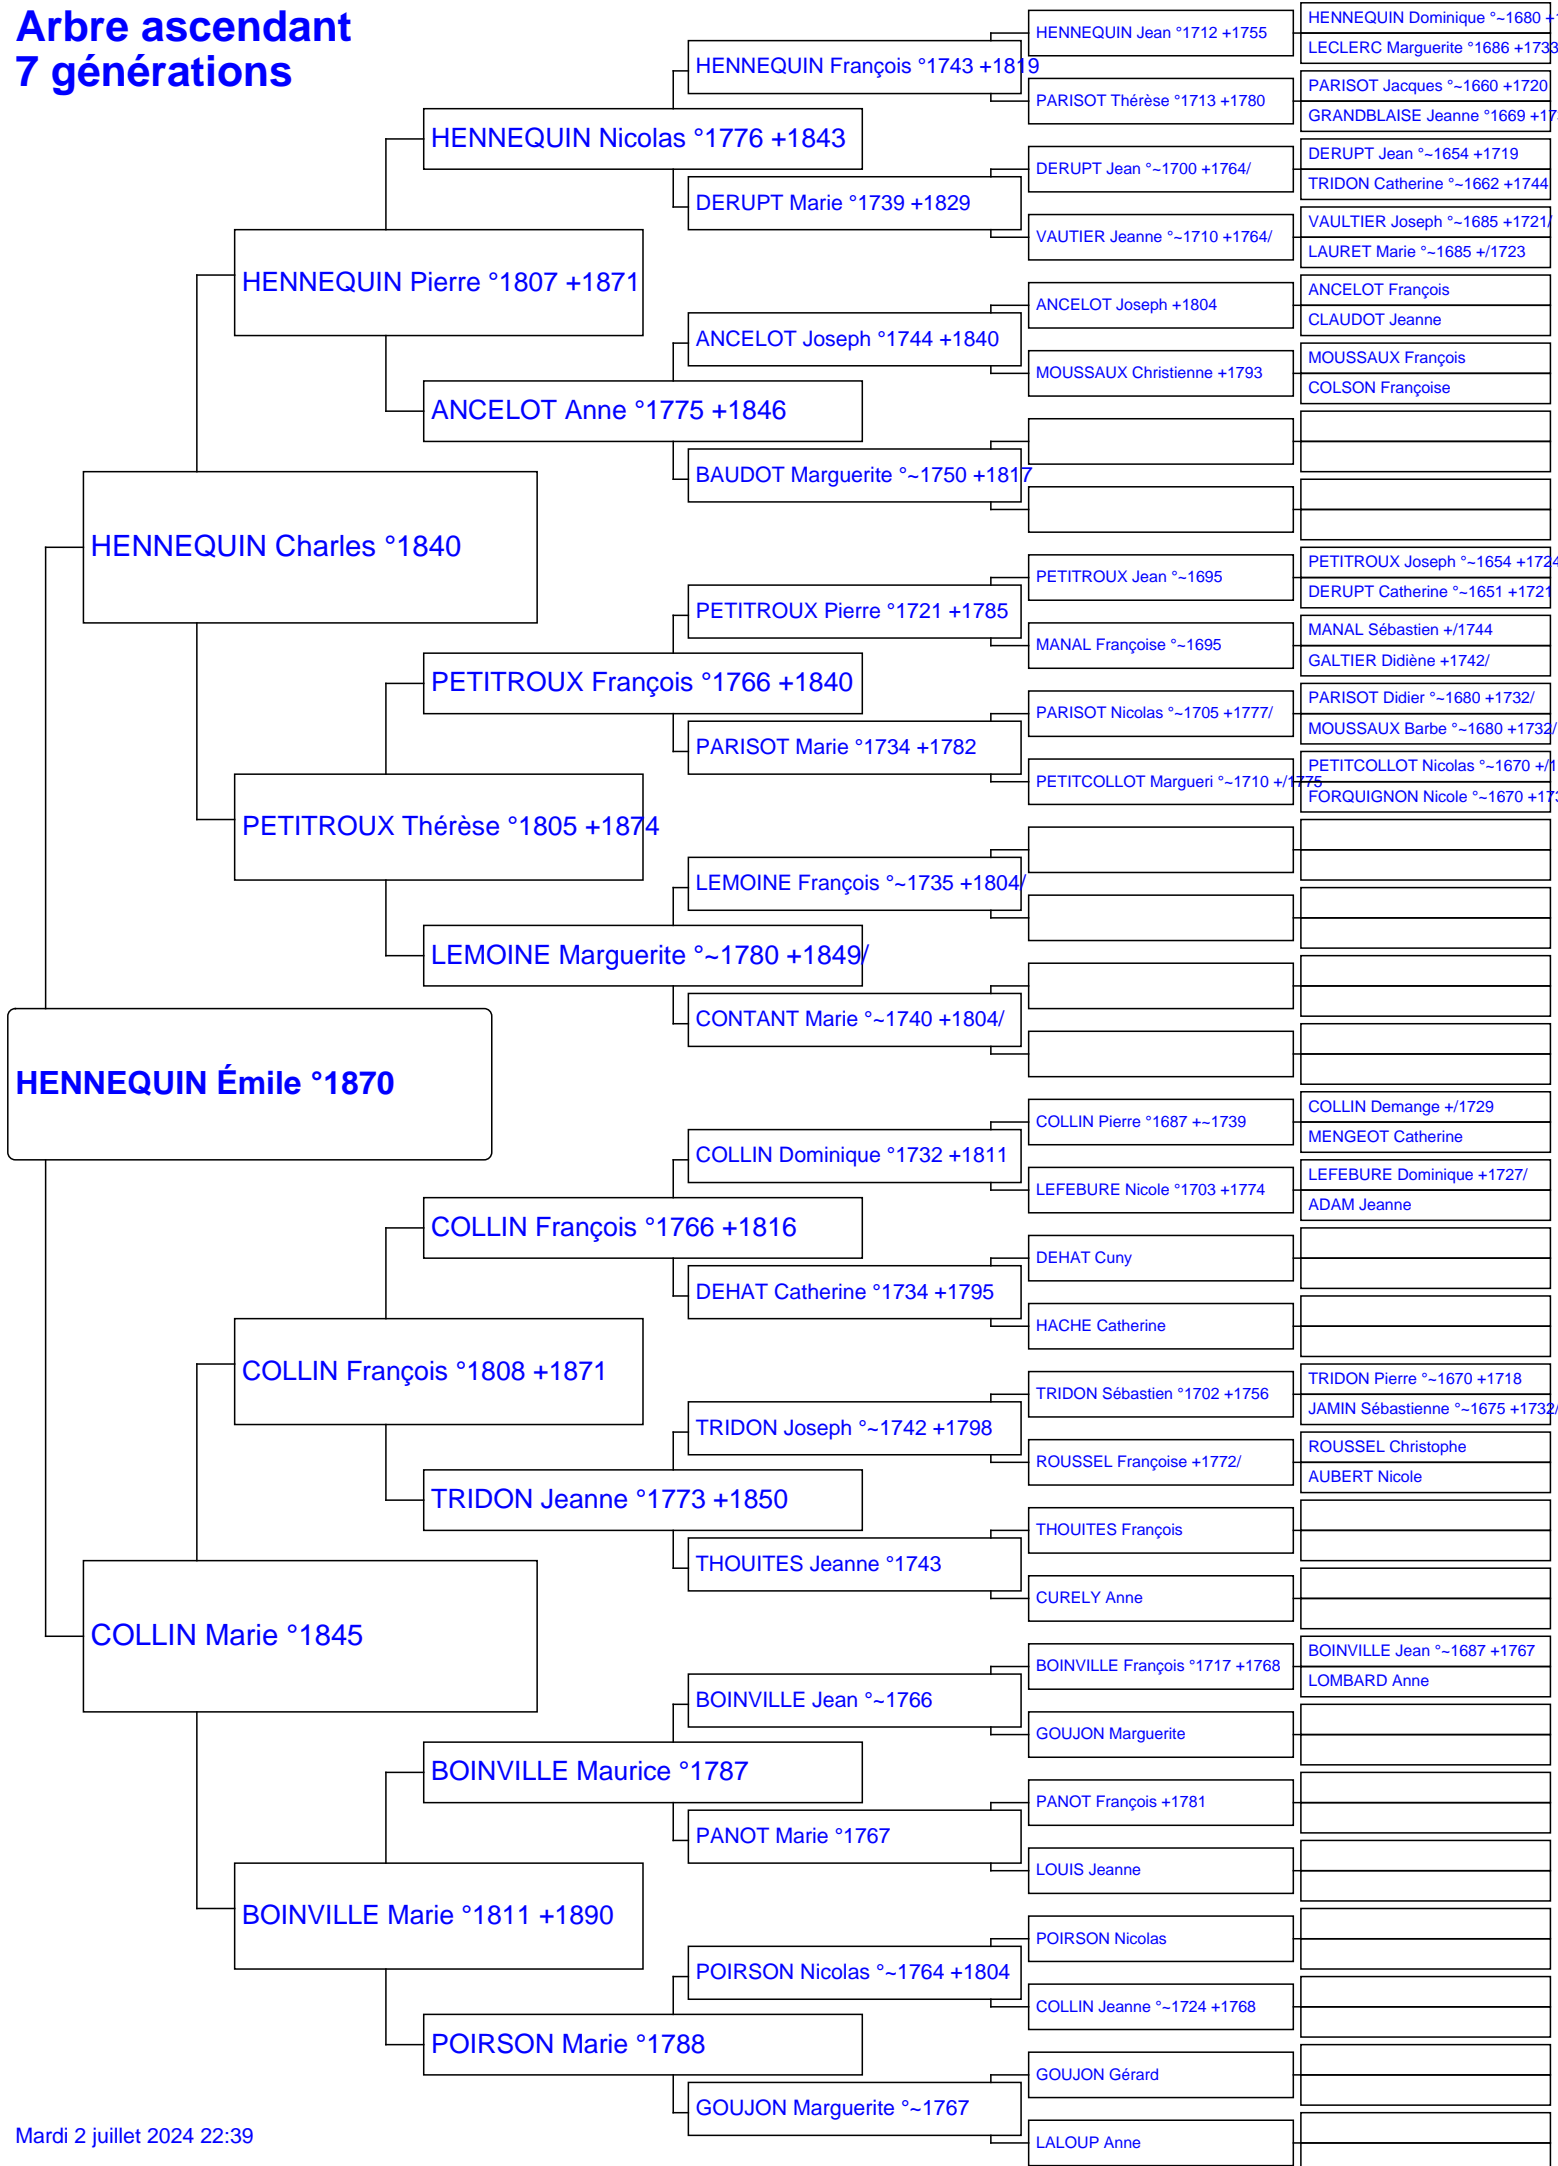 Arbre ascendant
7 générations
HENNEQUIN Émile °1870
HENNEQUIN Charles °1840
COLLIN Marie °1845
HENNEQUIN Pierre °1807 +1871
PETITROUX Thérèse °1805 +1874
COLLIN François °1808 +1871
BOINVILLE Marie °1811 +1890
HENNEQUIN Nicolas °1776 +1843
ANCELOT Anne °1775 +1846
PETITROUX François °1766 +1840
LEMOINE Marguerite °~1780 +1849/
COLLIN François °1766 +1816
TRIDON Jeanne °1773 +1850
BOINVILLE Maurice °1787
POIRSON Marie °1788
HENNEQUIN François °1743 +1819
DERUPT Marie °1739 +1829
ANCELOT Joseph °1744 +1840
BAUDOT Marguerite °~1750 +1817
PETITROUX Pierre °1721 +1785
PARISOT Marie °1734 +1782
LEMOINE François °~1735 +1804/
CONTANT Marie °~1740 +1804/
COLLIN Dominique °1732 +1811
DEHAT Catherine °1734 +1795
TRIDON Joseph °~1742 +1798
THOUITES Jeanne °1743
BOINVILLE Jean °~1766
PANOT Marie °1767
POIRSON Nicolas °~1764 +1804
GOUJON Marguerite °~1767
HENNEQUIN Jean °1712 +1755
PARISOT Thérèse °1713 +1780
DERUPT Jean °~1700 +1764/
VAUTIER Jeanne °~1710 +1764/
ANCELOT Joseph +1804
MOUSSAUX Christienne +1793
PETITROUX Jean °~1695
MANAL Françoise °~1695
PARISOT Nicolas °~1705 +1777/
PETITCOLLOT Margueri °~1710 +/1775
COLLIN Pierre °1687 +~1739
LEFEBURE Nicole °1703 +1774
DEHAT Cuny
HACHE Catherine
TRIDON Sébastien °1702 +1756
ROUSSEL Françoise +1772/
THOUITES François
CURELY Anne
BOINVILLE François °1717 +1768
GOUJON Marguerite
PANOT François +1781
LOUIS Jeanne
POIRSON Nicolas
COLLIN Jeanne °~1724 +1768
GOUJON Gérard
LALOUP Anne
HENNEQUIN Dominique °~1680
LECLERC Marguerite °1686 +1733
PARISOT Jacques °~1660 +1720
GRANDBLAISE Jeanne °1669
DERUPT Jean °~1654 +1719
TRIDON Catherine °~1662 +1744
VAULTIER Joseph °~1685 +1721/
LAURET Marie °~1685 +/1723
ANCELOT François
CLAUDOT Jeanne
MOUSSAUX François
COLSON Françoise
PETITROUX Joseph °~1654 +1724
DERUPT Catherine °~1651 +1721
MANAL Sébastien +/1744
GALTIER Didiène +1742/
PARISOT Didier °~1680 +1732/
MOUSSAUX Barbe °~1680 +1732/
PETITCOLLOT Nicolas °~1670
FORQUIGNON Nicole °~1670
COLLIN Demange +/1729
MENGEOT Catherine
LEFEBURE Dominique +1727/
ADAM Jeanne
TRIDON Pierre °~1670 +1718
JAMIN Sébastienne °~1675 +1732/
ROUSSEL Christophe
AUBERT Nicole
BOINVILLE Jean °~1687 +1767
LOMBARD Anne
Mardi 2 juillet 2024 22:39